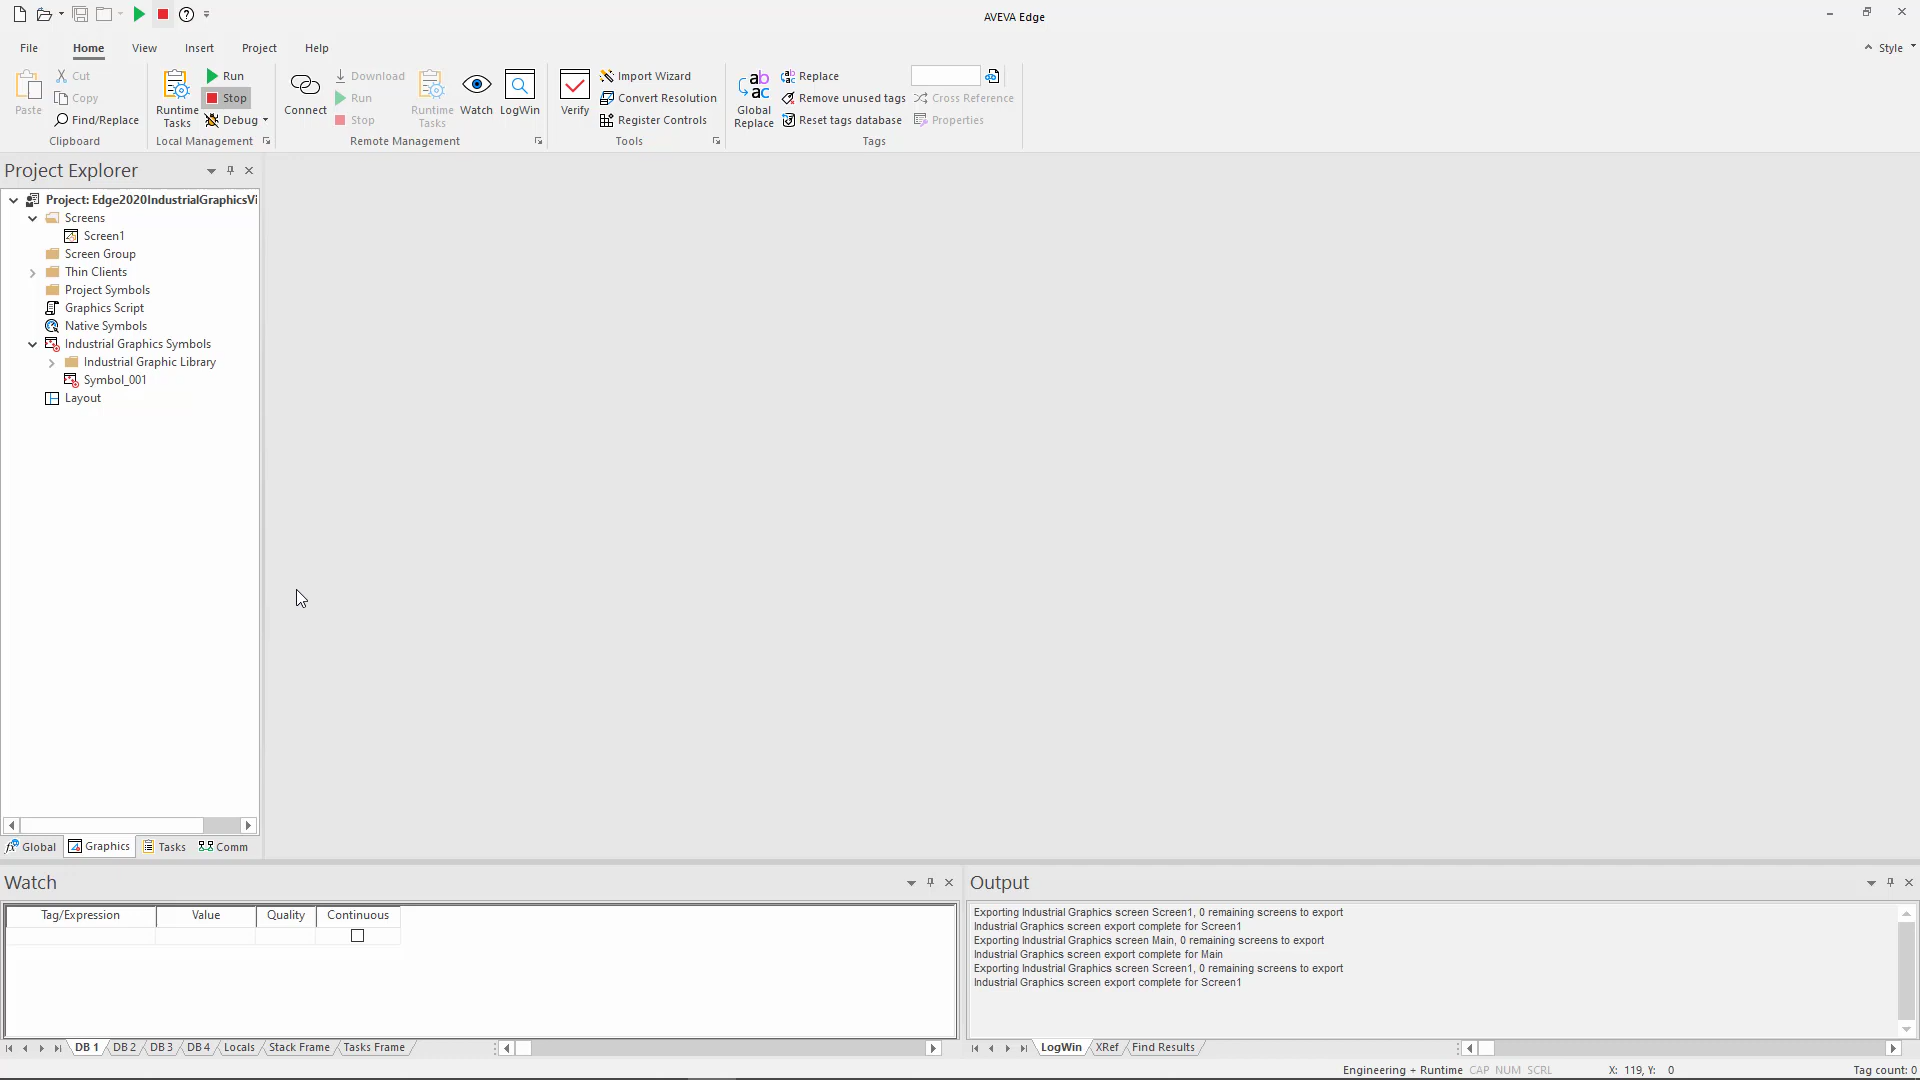 AVEVA Edge
File Home View Insert Project Help Style
Paste Cut Copy Find/Replace Clipboard
Runtime Tasks Run Stop Debug Local Management
Connect Download Run Stop Runtime Tasks Watch LogWin Remote Management
Verify Import Wizard Convert Resolution Register Controls Tools
Global Replace Replace Remove unused tags Reset tags database Cross Reference Properties Tags
Project Explorer
Project: Edge2020IndustrialGraphicsVi
Screens
Screen1
Screen Group
Thin Clients
Project Symbols
Graphics Script
Native Symbols
Industrial Graphics Symbols
Industrial Graphic Library
Symbol_001
Layout
Global Graphics Tasks Comm
Watch
Tag/Expression Value Quality Continuous
DB 1 DB 2 DB 3 DB 4 Locals Stack Frame Tasks Frame
Output
Exporting Industrial Graphics screen Screen1, 0 remaining screens to export
Industrial Graphics screen export complete for Screen1
Exporting Industrial Graphics screen Main, 0 remaining screens to export
Industrial Graphics screen export complete for Main
Exporting Industrial Graphics screen Screen1, 0 remaining screens to export
Industrial Graphics screen export complete for Screen1
LogWin XRef Find Results
Engineering + Runtime CAP NUM SCRL X: 119, Y: 0 Tag count: 0